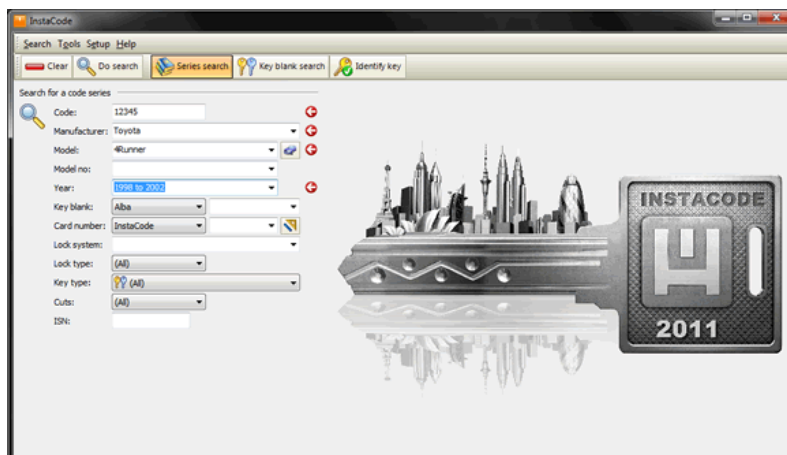 InstaCode
Search Tools Setup Help
Clear Do search Series search Key blank search Identify key
Search for a code series
Code: 12345
Manufacturer: Toyota
Model: 4Runner
Model no:
Year: 1998 to 2002
Key blank: Alba
Card number: InstaCode
Lock system:
Lock type: (All)
Key type: (All)
Cuts: (All)
ISN:
INSTACODE
2011